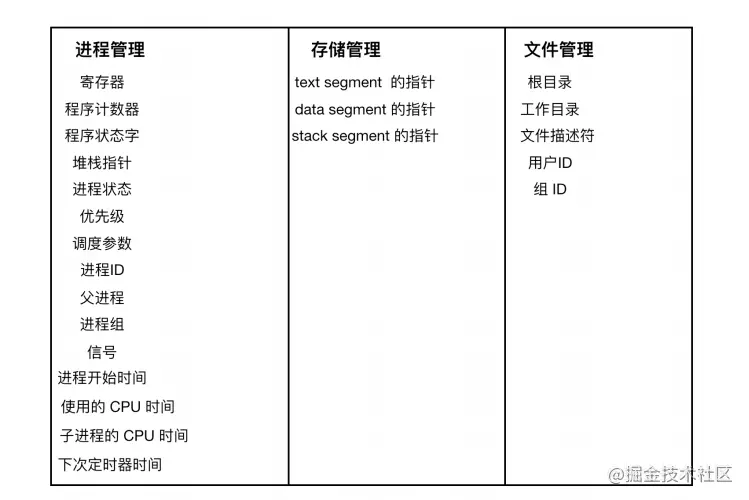 进程管理
寄存器
程序计数器
程序状态字
堆栈指针
进程状态
优先级
调度参数
进程ID
父进程
进程组
信号
进程开始时间
使用的 CPU 时间
子进程的 CPU 时间
下次定时器时间
存储管理
text segment 的指针
data segment 的指针
stack segment 的指针
文件管理
根目录
工作目录
文件描述符
用户ID
组 ID
@掘金技术社区